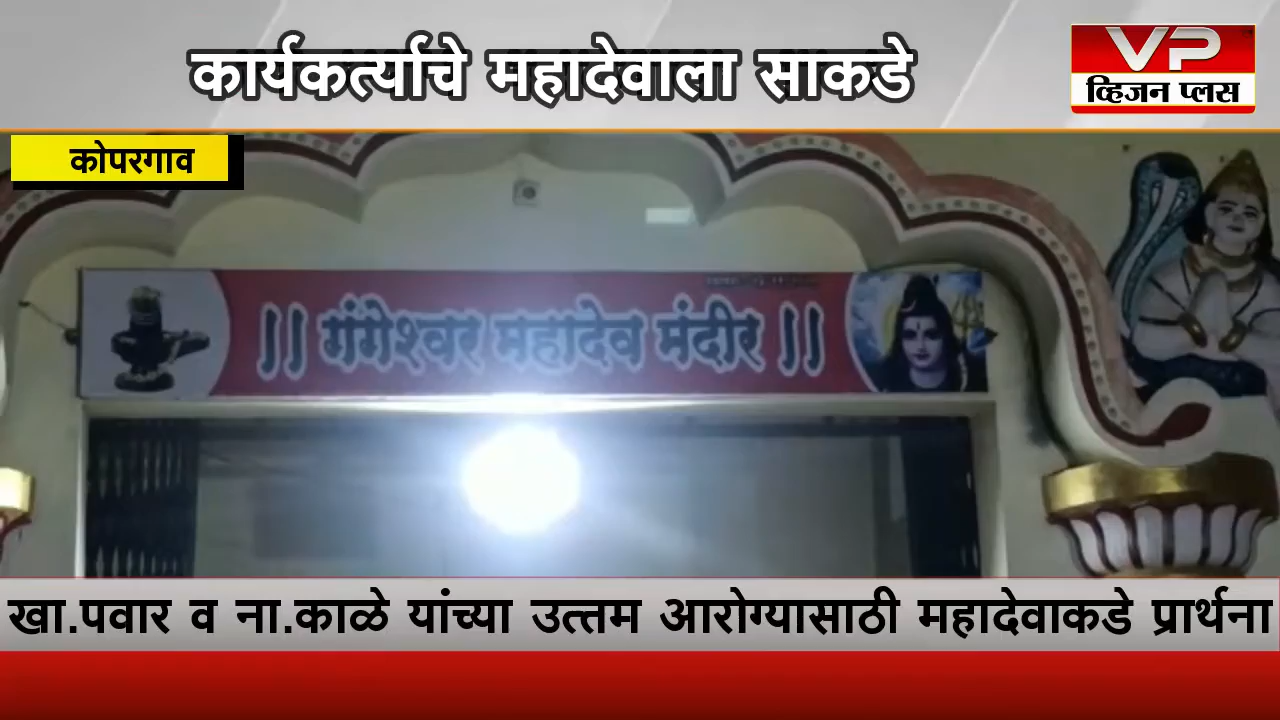 कार्यकर्त्याचे महादेवाला साकडे
VP
व्हिजन प्लस
कोपरगाव
|| गंगेश्वर महादेव मंदीर ||
खा.पवार व ना.काळे यांच्या उत्तम आरोग्यासाठी महादेवाकडे प्रार्थना